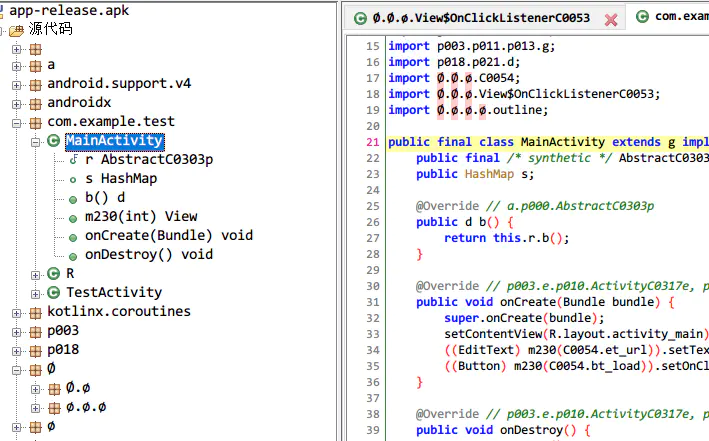 app-release.apk
源代码
a
android.support.v4
androidx
com.example.test
MainActivity
r AbstractC0303p
s HashMap
b() d
m230(int) View
onCreate(Bundle) void
onDestroy() void
R
TestActivity
kotlinx.coroutines
p003
p018
Ø
Ø.ø
ø.ø.ø
ø
Ø.Ø.ø.View$OnClickListenerC0053
com.exam
15 import p003.p011.p013.g;
16 import p018.p021.d;
17 import Ø.Ø.ø.C0054;
18 import Ø.Ø.ø.View$OnClickListenerC0053;
19 import Ø.ø.ø.ø.outline;
20
21 public final class MainActivity extends g impl
22 public final /* synthetic */ AbstractC0303
23 public HashMap s;
24
25 @Override // a.p000.AbstractC0303p
26 public d b() {
27 return this.r.b();
28 }
29
30 @Override // p003.e.p010.ActivityC0317e, p
31 public void onCreate(Bundle bundle) {
32 super.onCreate(bundle);
33 setContentView(R.layout.activity_main)
34 ((EditText) m230(C0054.et_url)).setTex
35 ((Button) m230(C0054.bt_load)).setOnCl
36 }
37
38 @Override // p003.e.p010.ActivityC0317e, p
39 public void onDestroy() {